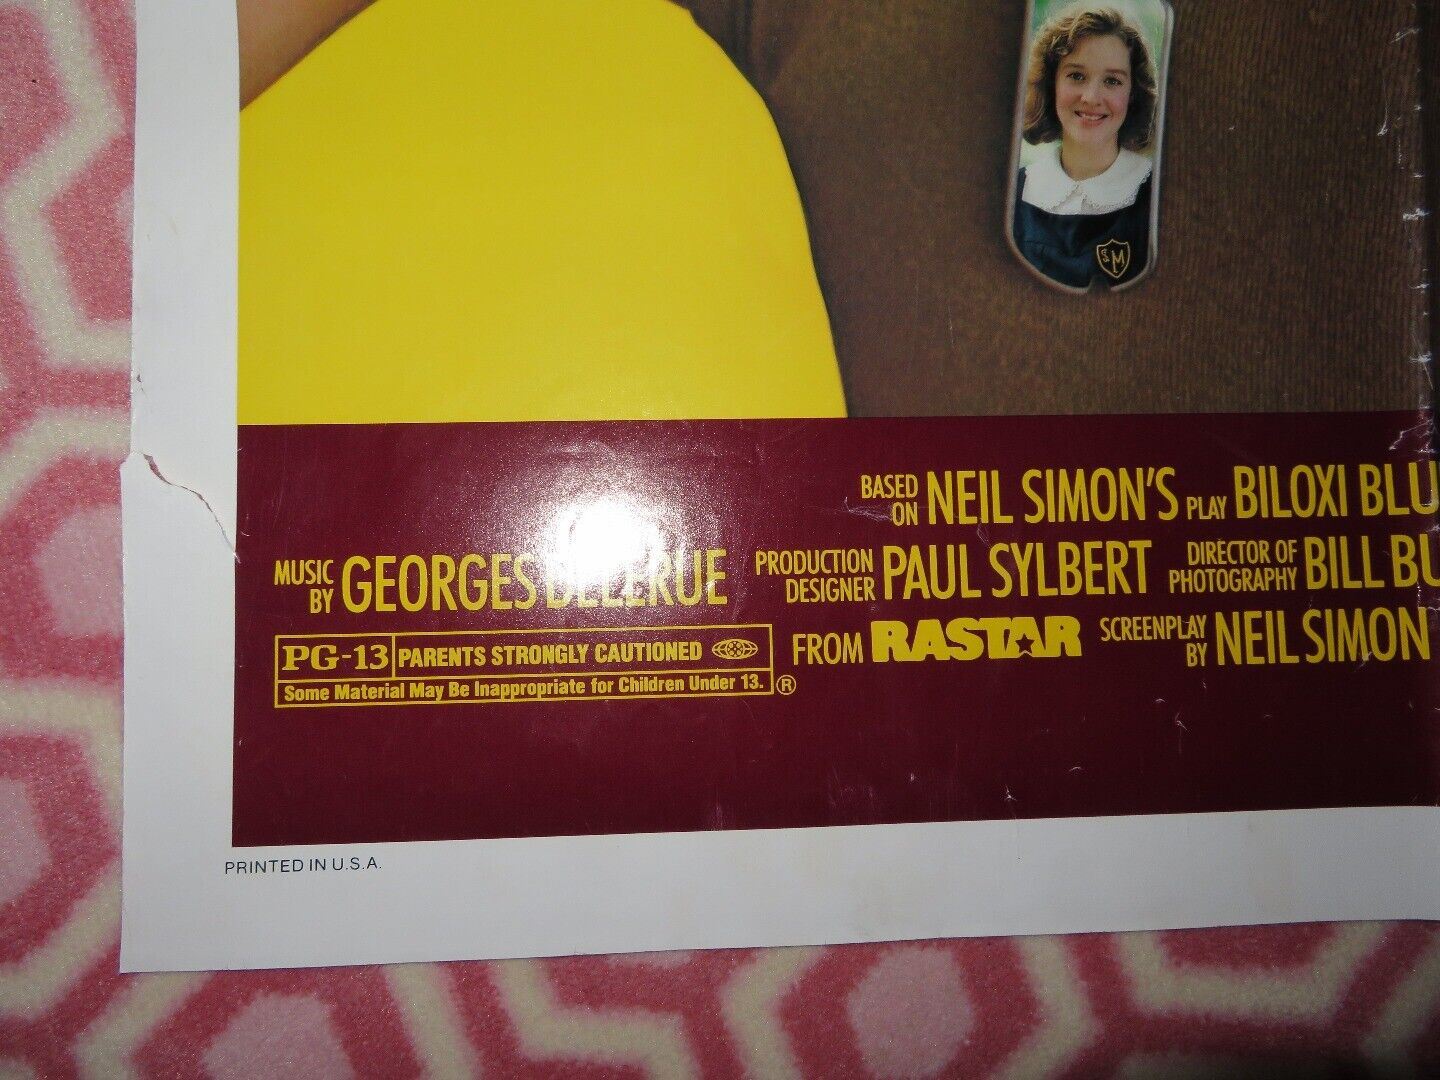 SM
BASED ON NEIL SIMON'S PLAY BILOXI BLU
MUSIC BY GEORGES DELERUE PRODUCTION DESIGNER PAUL SYLBERT DIRECTOR OF PHOTOGRAPHY BILL BU
PG-13 PARENTS STRONGLY CAUTIONED FROM RASTAR SCREENPLAY BY NEIL SIMON
Some Material May Be Inappropriate for Children Under 13. ®
PRINTED IN U.S.A.